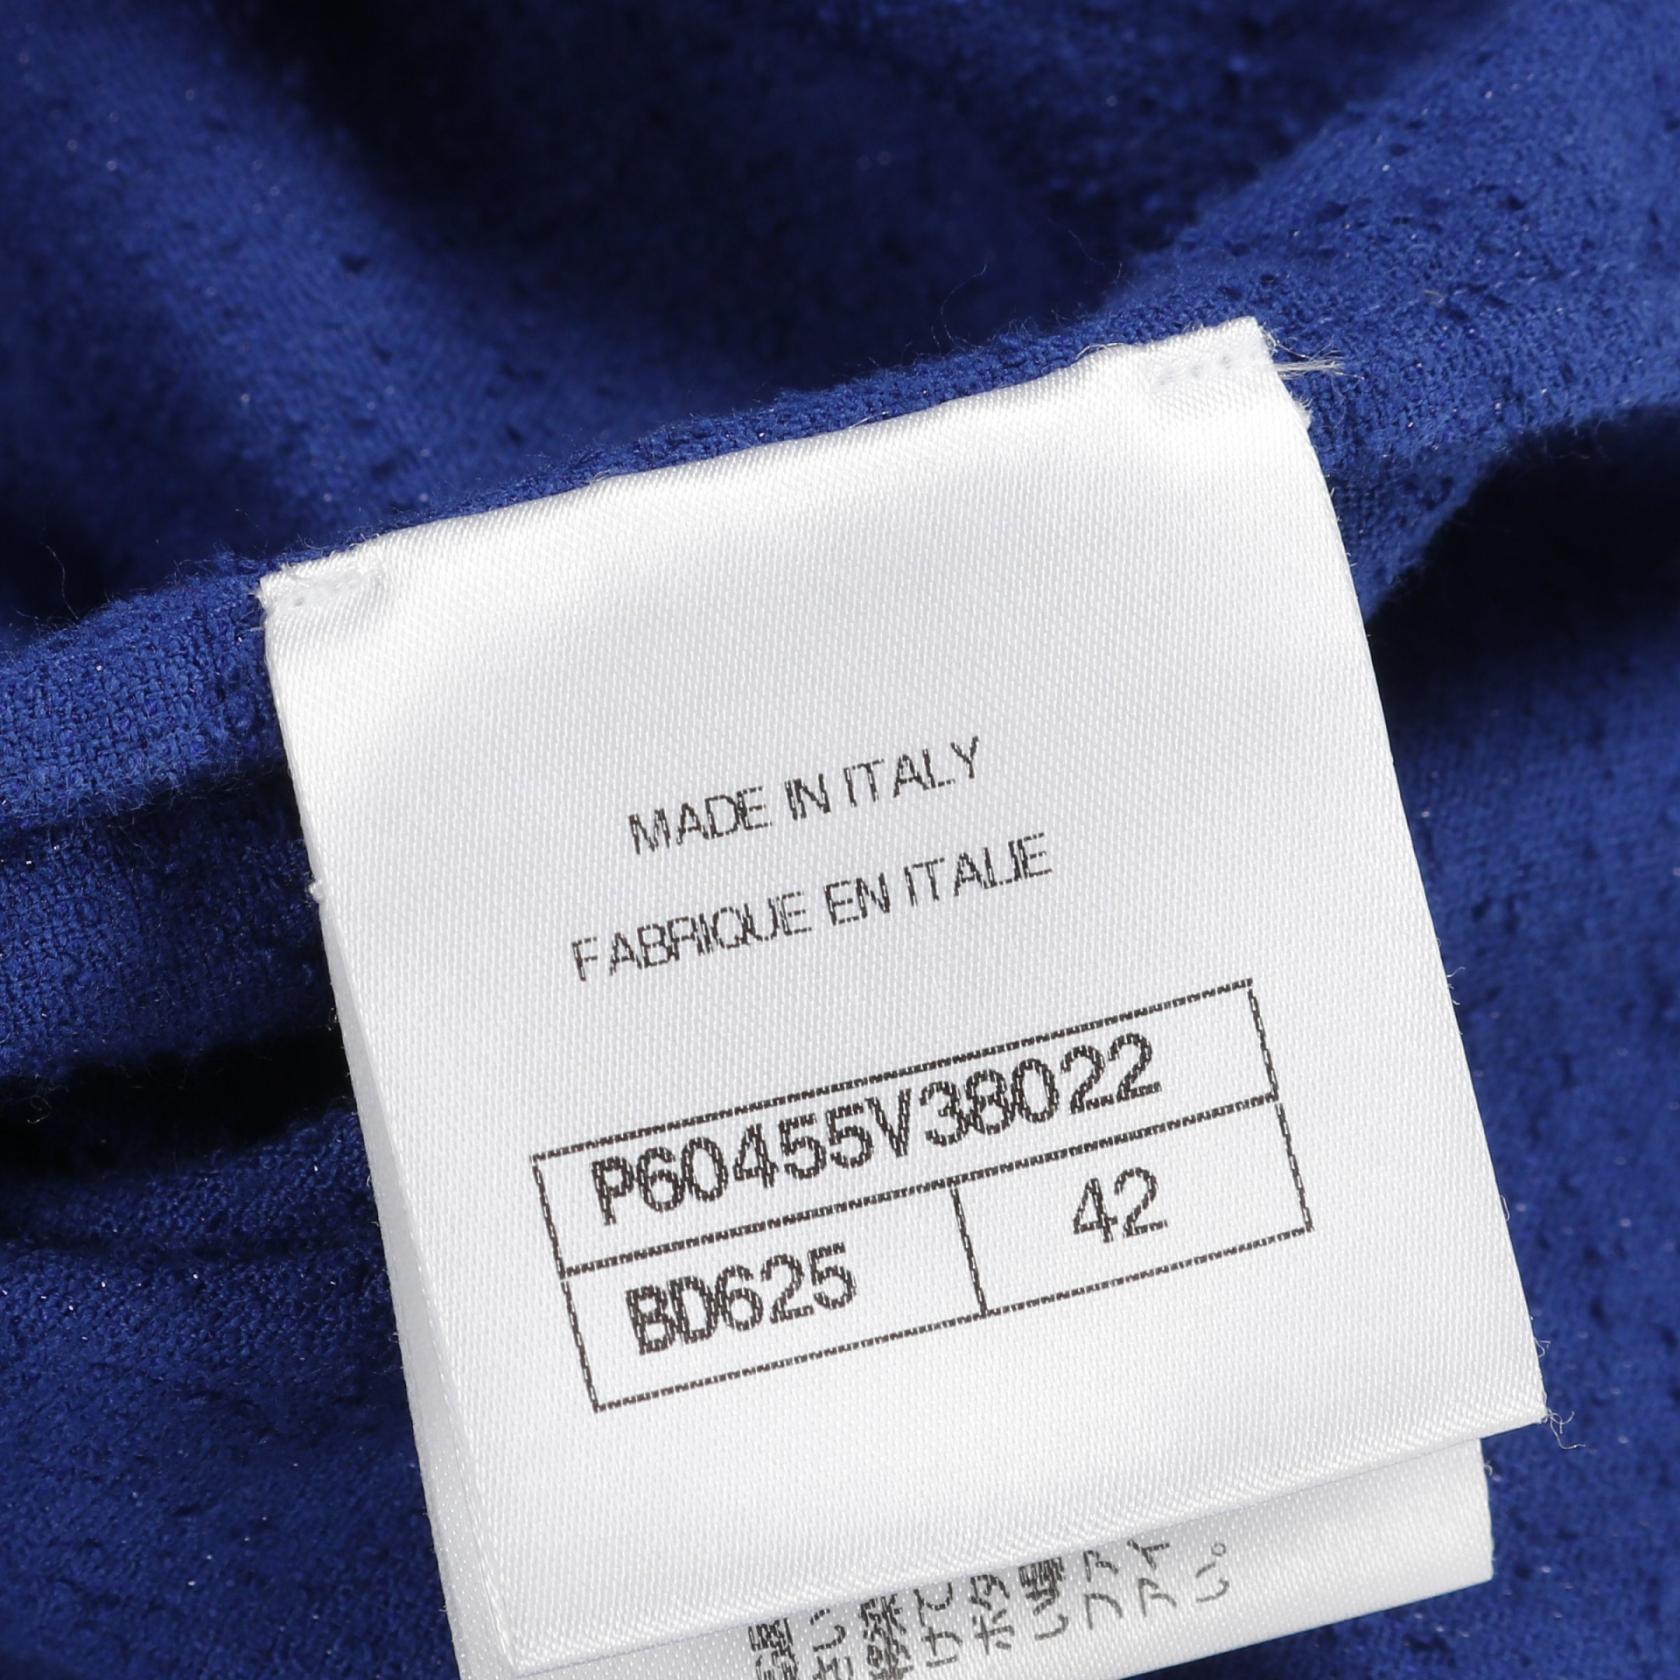 MADE IN ITALY
FABRIQUE EN ITALIE
P60455V38022
BD625 42